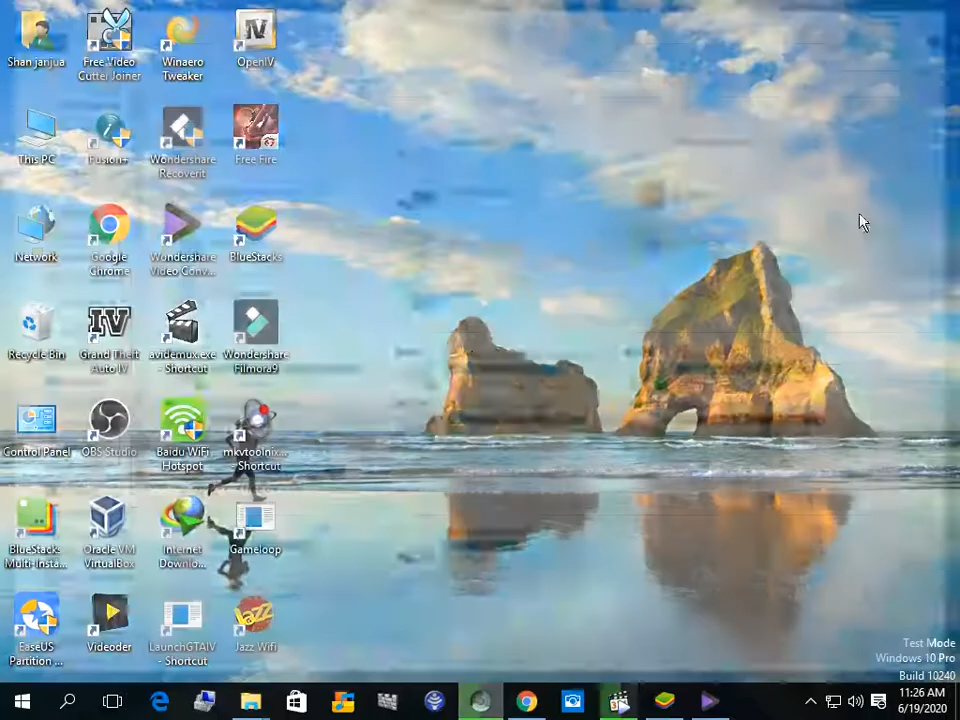 Shan janjua
Free Video
Cutter Joiner
Winaero
Tweaker
OpenIV
This PC
Fusion+
Wondershare
Recoverit
Free Fire
Network
Google
Chrome
Wondershare
Video Conv...
BlueStacks
Recycle Bin
Grand Theft
Auto IV
avidemux.exe
- Shortcut
Wondershare
Filmora9
Control Panel
OBS Studio
Baidu WiFi
Hotspot
mkvtoolnix...
- Shortcut
BlueStacks
Multi-Insta...
Oracle VM
VirtualBox
Internet
Downlo...
Gameloop
EaseUS
Partition ...
Videoder
LaunchGTAIV
- Shortcut
Jazz Wifi
Test Mode
Windows 10 Pro
Build 10240
11:26 AM
6/19/2020